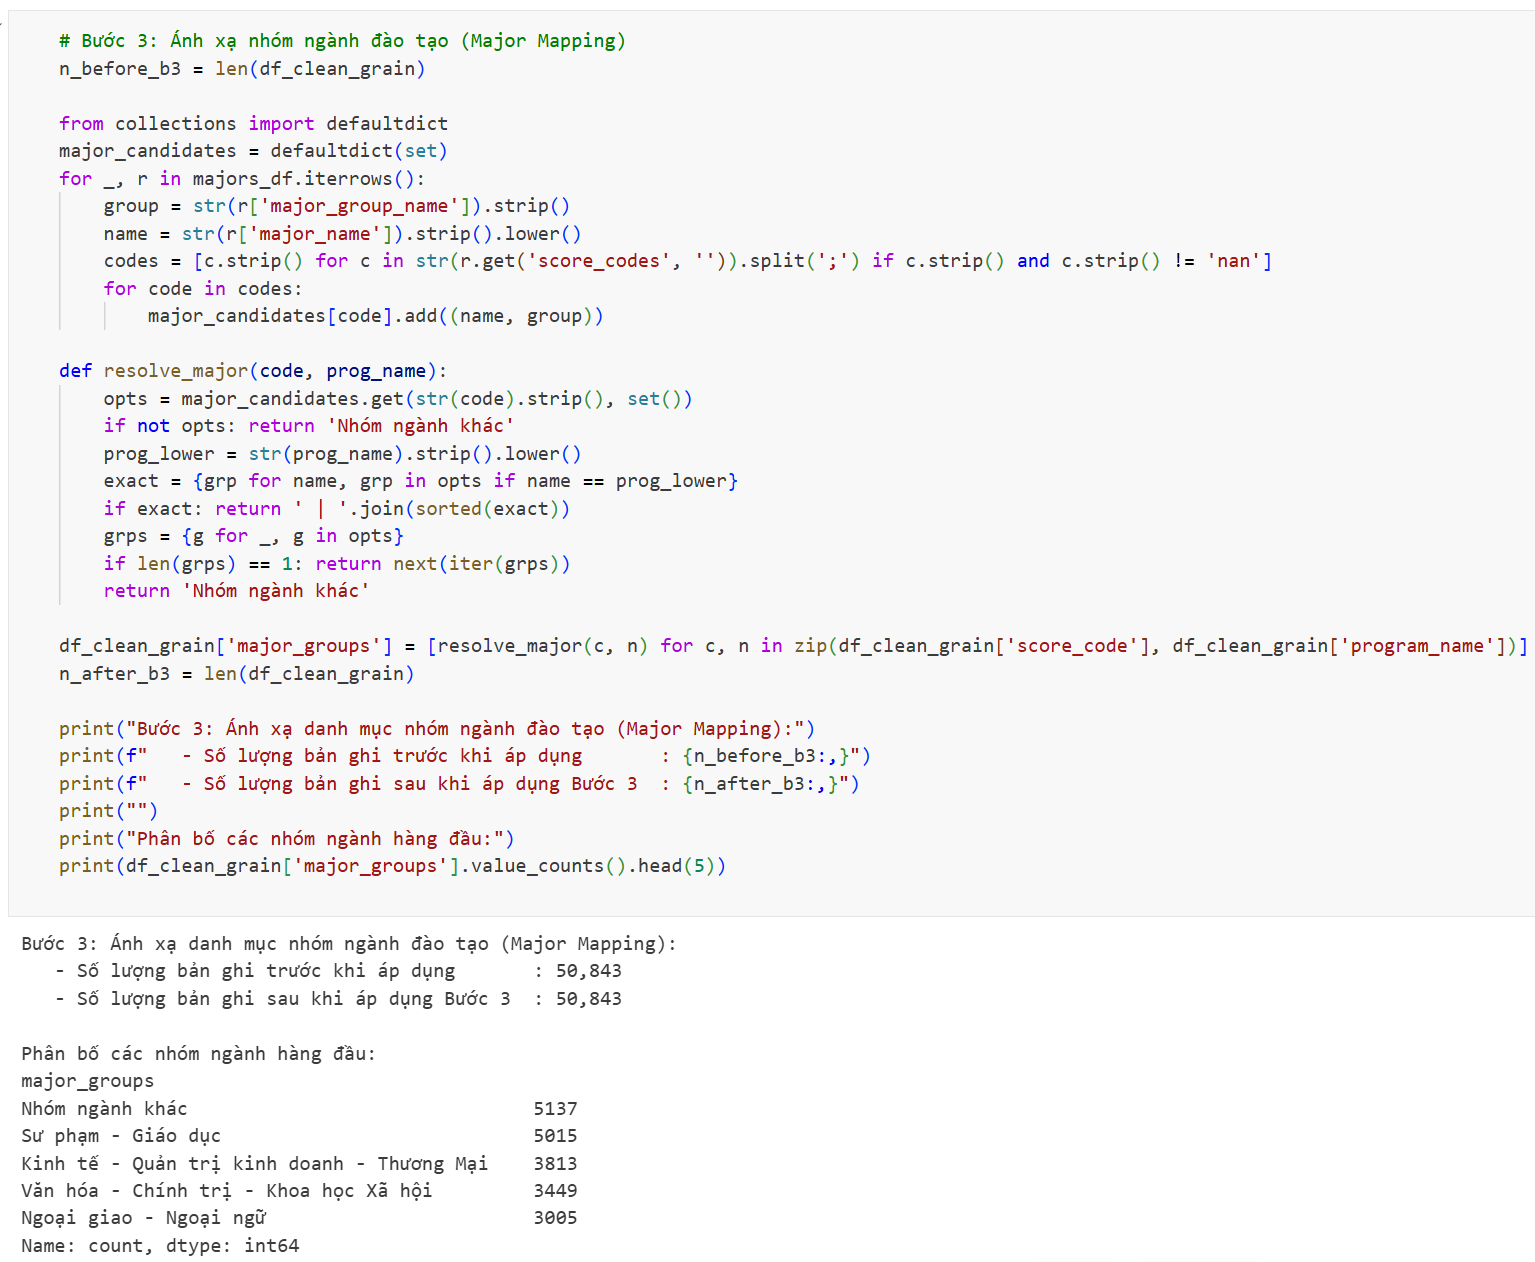 # Bước 3: Ánh xạ nhóm ngành đào tạo (Major Mapping)
n_before_b3 = len(df_clean_grain)

from collections import defaultdict
major_candidates = defaultdict(set)
for _, r in majors_df.iterrows():
    group = str(r['major_group_name']).strip()
    name = str(r['major_name']).strip().lower()
    codes = [c.strip() for c in str(r.get('score_codes', '')).split(';') if c.strip() and c.strip() != 'nan']
    for code in codes:
        major_candidates[code].add((name, group))

def resolve_major(code, prog_name):
    opts = major_candidates.get(str(code).strip(), set())
    if not opts: return 'Nhóm ngành khác'
    prog_lower = str(prog_name).strip().lower()
    exact = {grp for name, grp in opts if name == prog_lower}
    if exact: return ' | '.join(sorted(exact))
    grps = {g for _, g in opts}
    if len(grps) == 1: return next(iter(grps))
    return 'Nhóm ngành khác'

df_clean_grain['major_groups'] = [resolve_major(c, n) for c, n in zip(df_clean_grain['score_code'], df_clean_grain['program_name'])]
n_after_b3 = len(df_clean_grain)

print("Bước 3: Ánh xạ danh mục nhóm ngành đào tạo (Major Mapping):")
print(f"   - Số lượng bản ghi trước khi áp dụng       : {n_before_b3:,}")
print(f"   - Số lượng bản ghi sau khi áp dụng Bước 3  : {n_after_b3:,}")
print("")
print("Phân bố các nhóm ngành hàng đầu:")
print(df_clean_grain['major_groups'].value_counts().head(5))

Bước 3: Ánh xạ danh mục nhóm ngành đào tạo (Major Mapping):
   - Số lượng bản ghi trước khi áp dụng       : 50,843
   - Số lượng bản ghi sau khi áp dụng Bước 3  : 50,843

Phân bố các nhóm ngành hàng đầu:
major_groups
Nhóm ngành khác                               5137
Sư phạm - Giáo dục                            5015
Kinh tế - Quản trị kinh doanh - Thương Mại    3813
Văn hóa - Chính trị - Khoa học Xã hội         3449
Ngoại giao - Ngoại ngữ                        3005
Name: count, dtype: int64